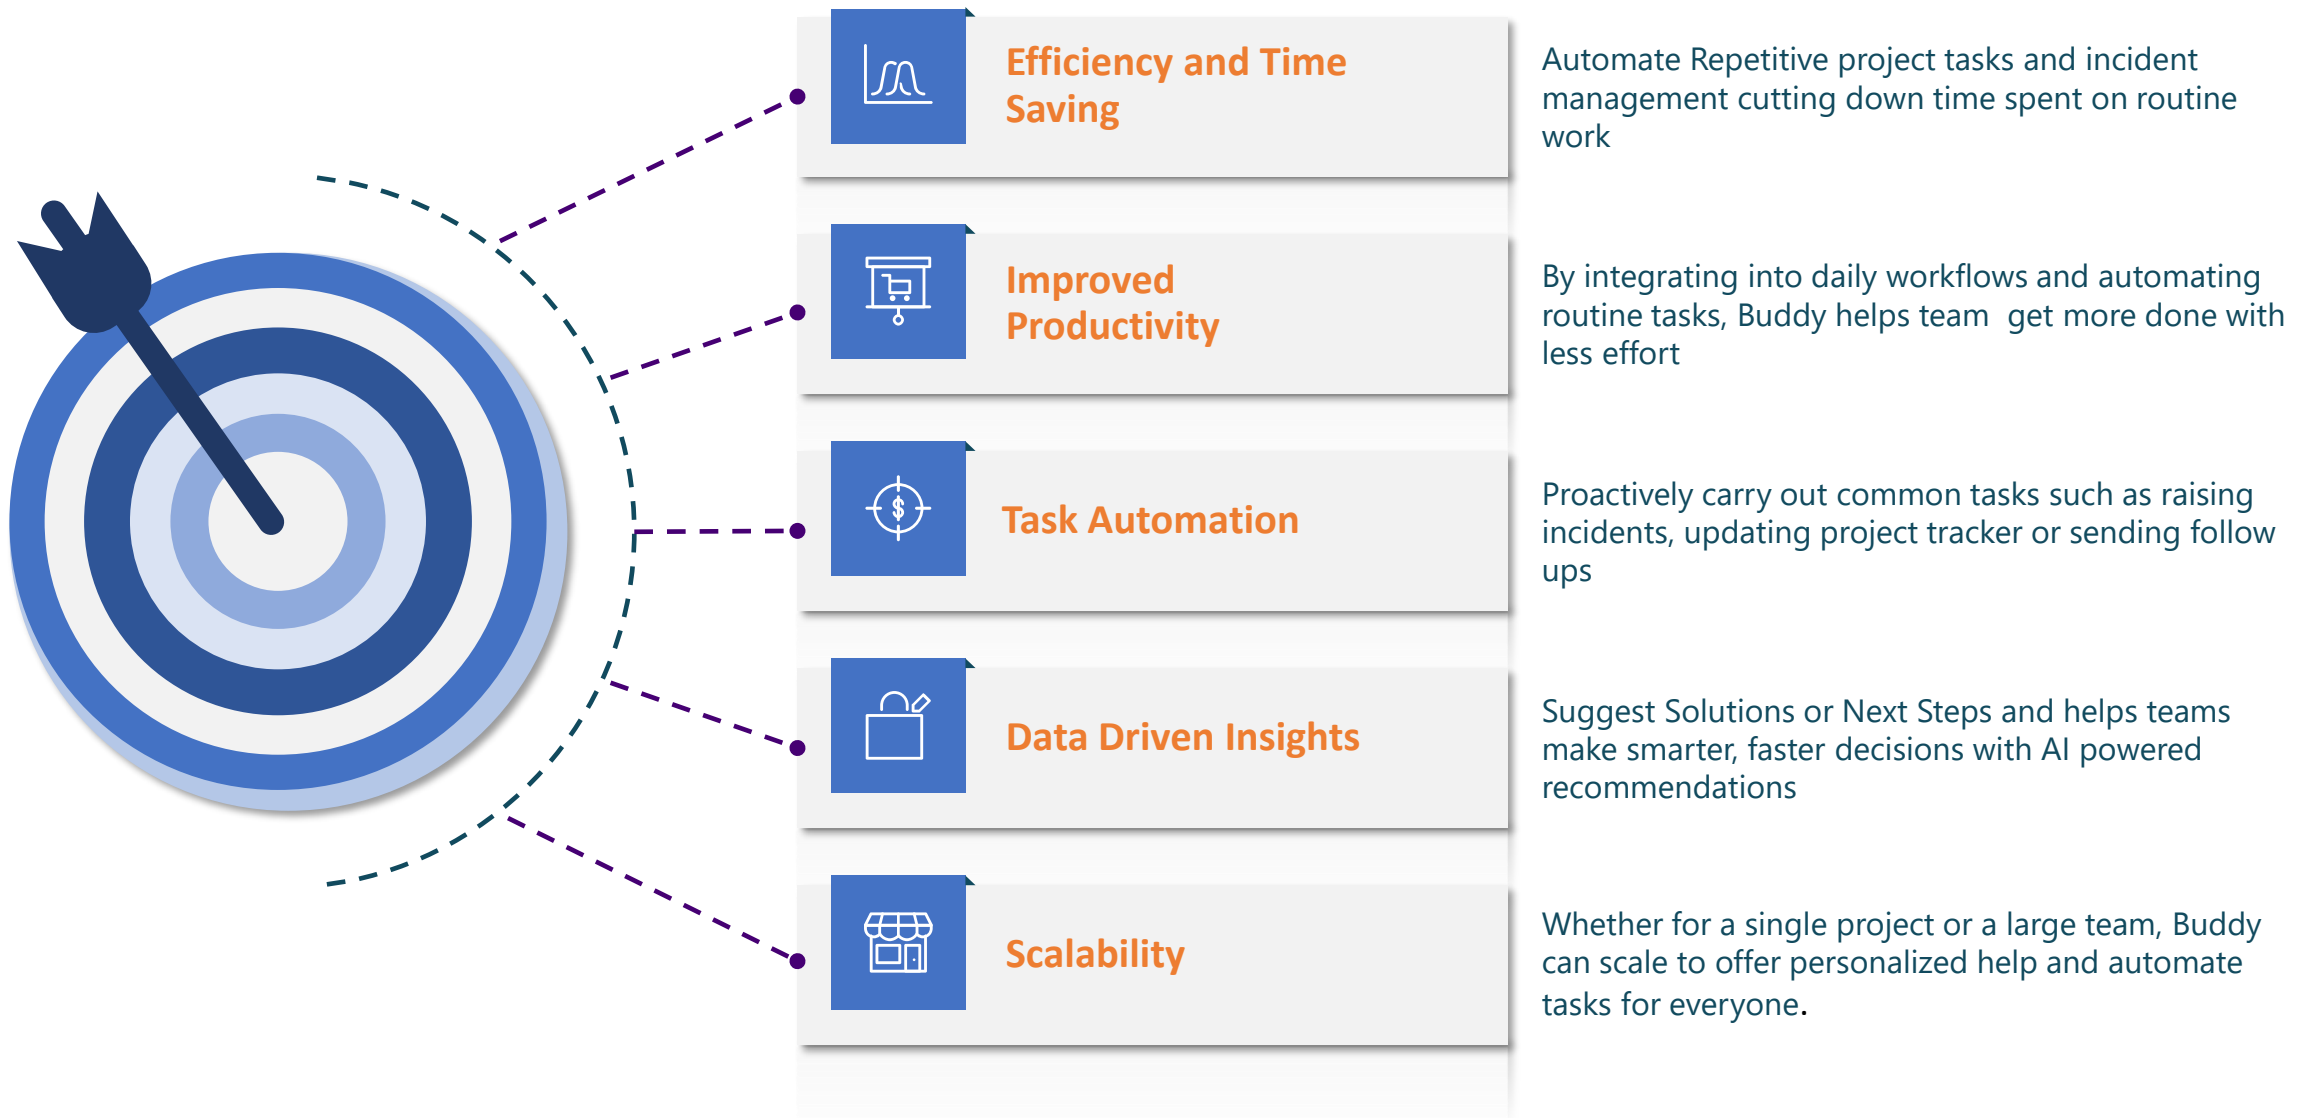 Efficiency and Time
Saving
Automate Repetitive project tasks and incident
management cutting down time spent on routine
work
Improved
Productivity
By integrating into daily workflows and automating
routine tasks, Buddy helps team  get more done with
less effort
$
Task Automation
Proactively carry out common tasks such as raising
incidents, updating project tracker or sending follow
ups
Data Driven Insights
Suggest Solutions or Next Steps and helps teams
make smarter, faster decisions with AI powered
recommendations
Scalability
Whether for a single project or a large team, Buddy
can scale to offer personalized help and automate
tasks for everyone.